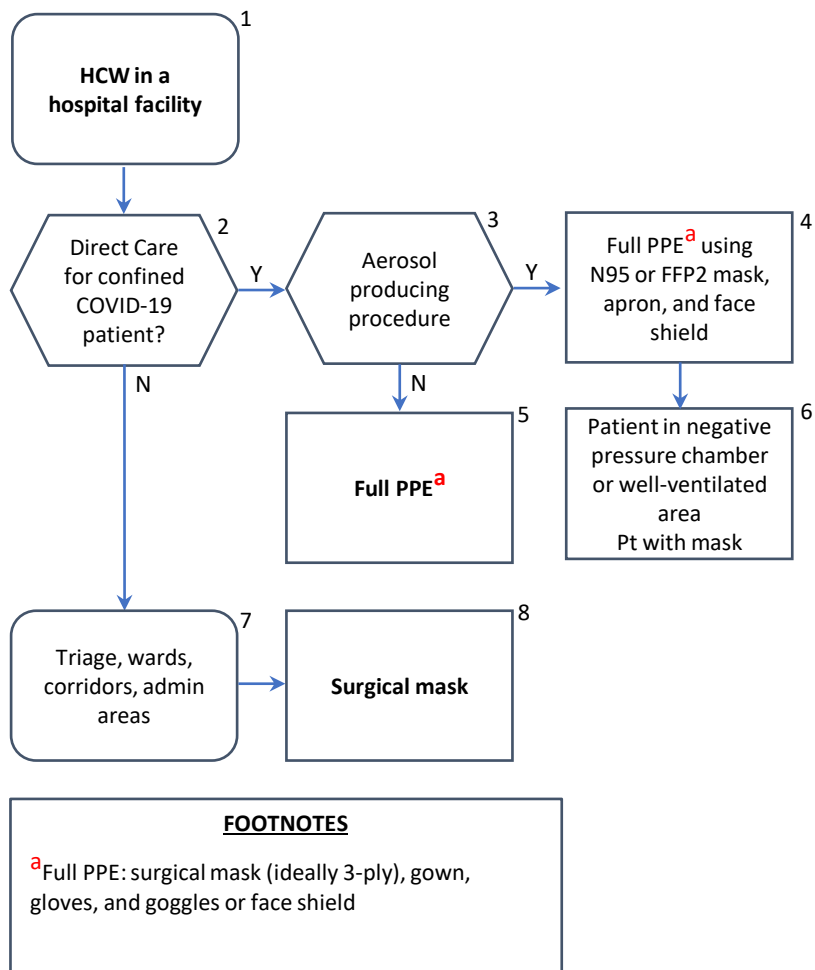 1
HCW in a
hospital facility
2
Direct Care
for confined
COVID-19
patient?
Y
N
3
Aerosol
producing
procedure
Y
N
4
Full PPEa using
N95 or FFP2 mask,
apron, and face
shield
5
Full PPEa
6
Patient in negative
pressure chamber
or well-ventilated
area
Pt with mask
7
Triage, wards,
corridors, admin
areas
8
Surgical mask
FOOTNOTES
aFull PPE: surgical mask (ideally 3-ply), gown,
gloves, and goggles or face shield